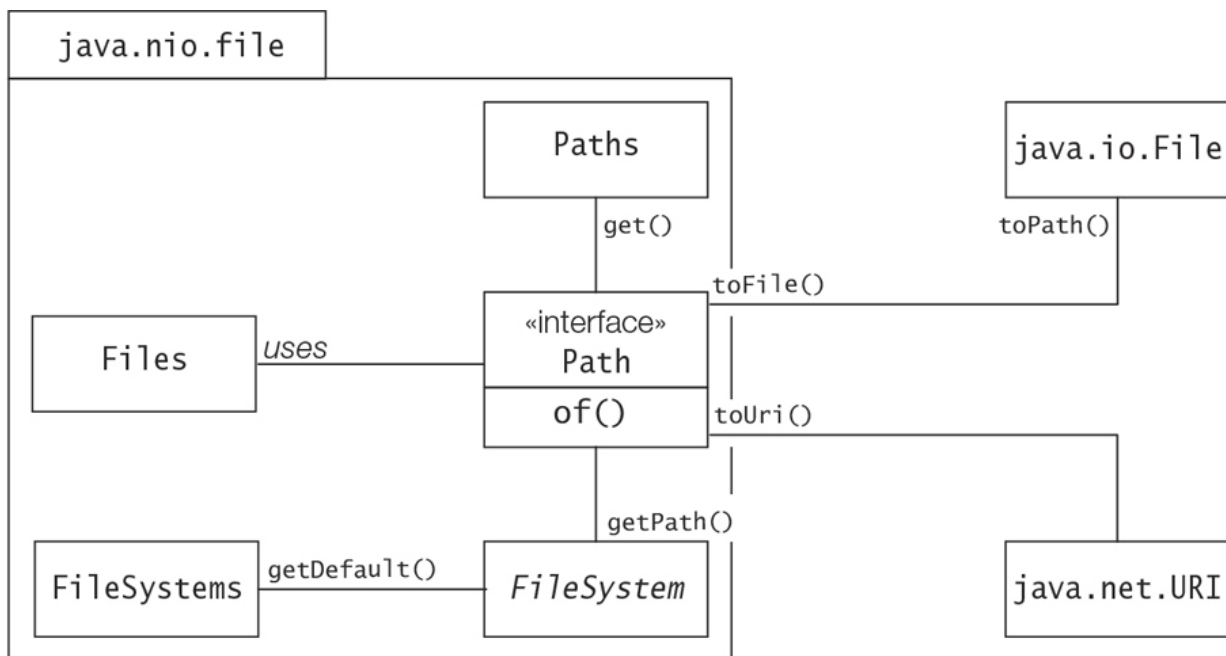 java.nio.file
Paths
java.io.File
get()
toPath()
toFile()
«interface»
Path
Files
uses
of()
toUri()
getPath()
FileSystems
getDefault()
FileSystem
java.net.URI